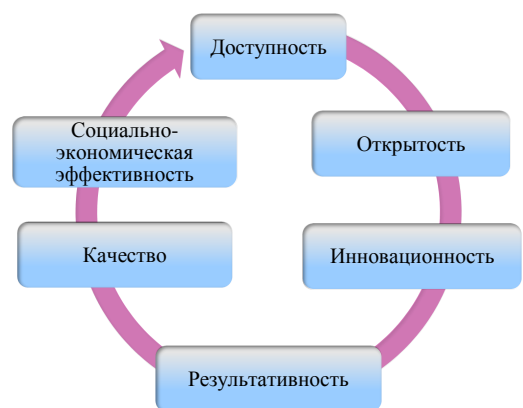 Доступность
Открытость
Инновационность
Результативность
Качество
Социально-
экономическая
эффективность